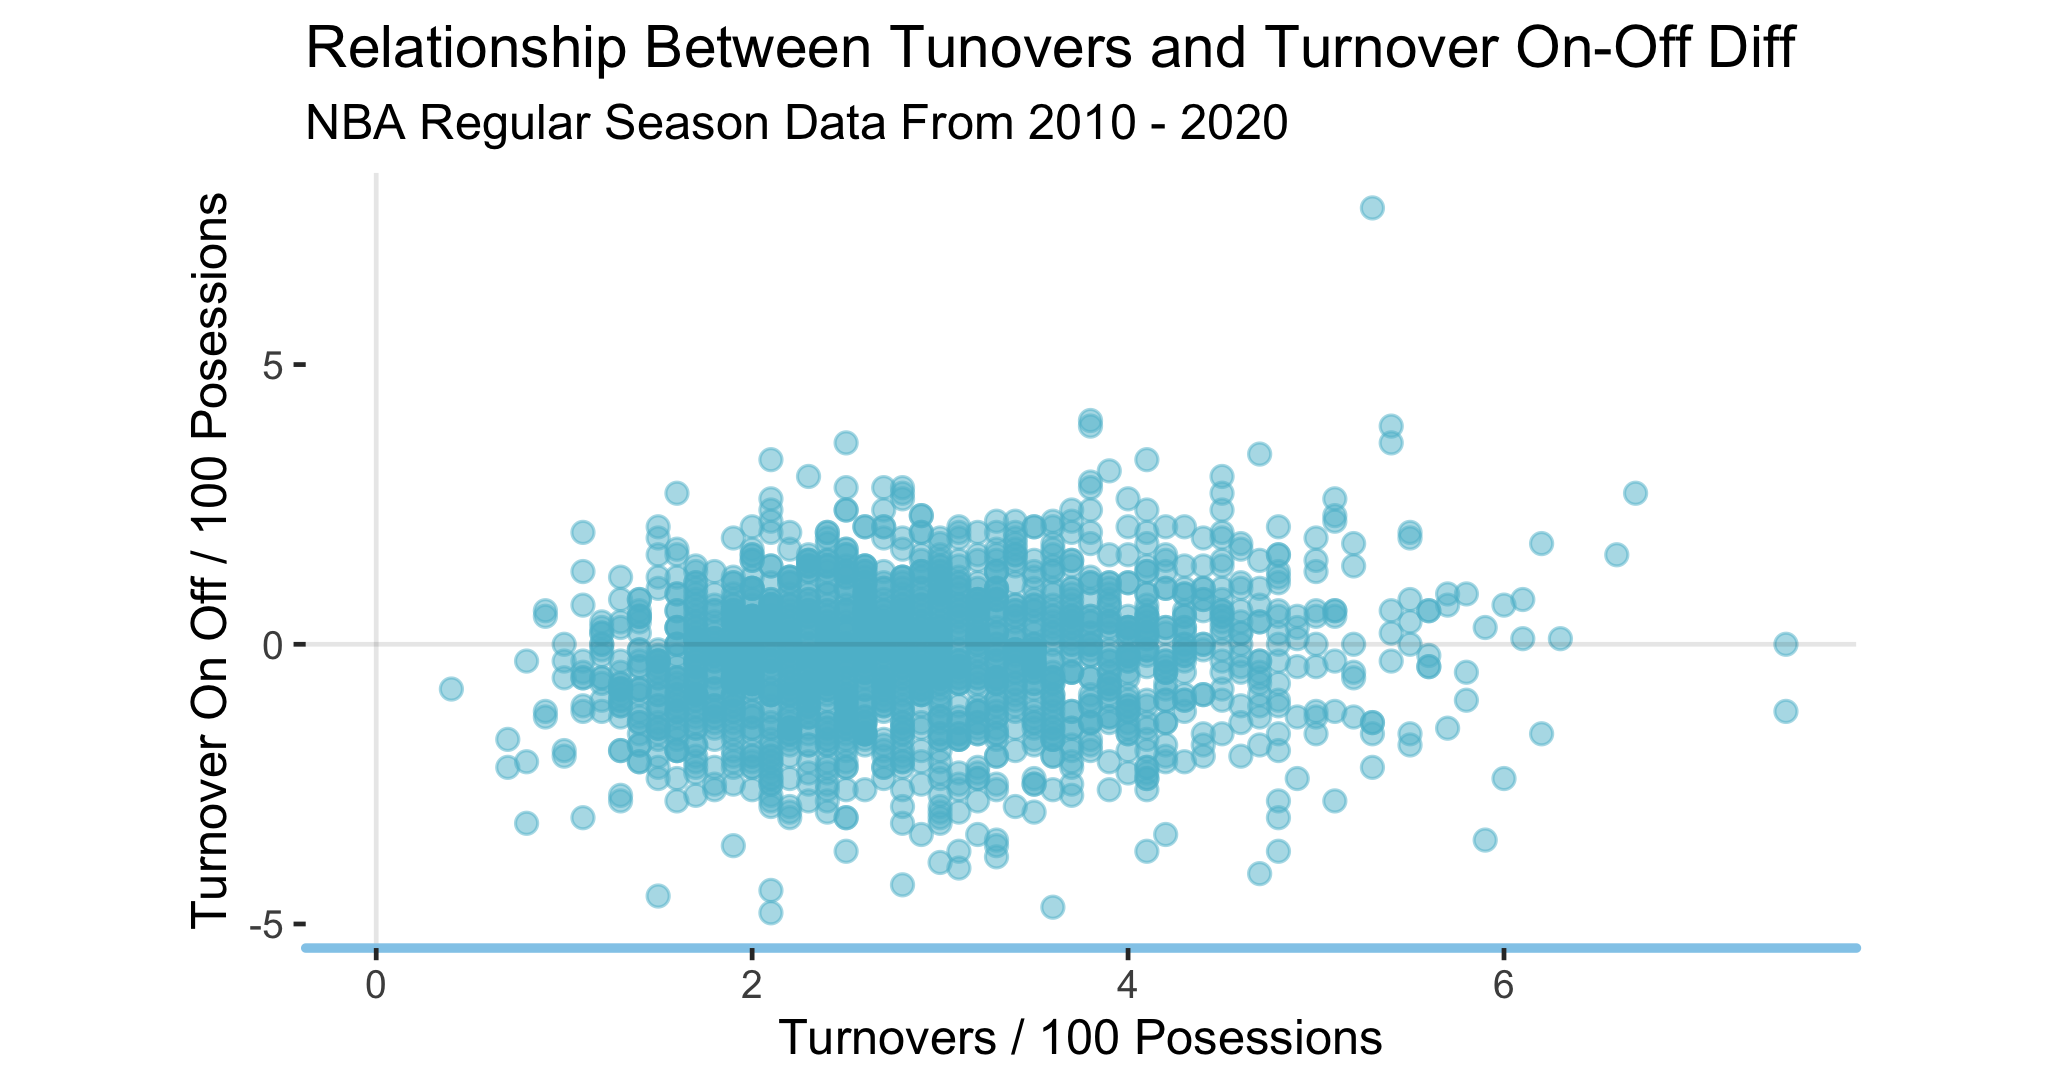 Relationship Between Tunovers and Turnover On-Off Diff
NBA Regular Season Data From 2010 - 2020
Turnover On Off / 100 Posessions
5
0
-5
0
2
4
6
Turnovers / 100 Posessions